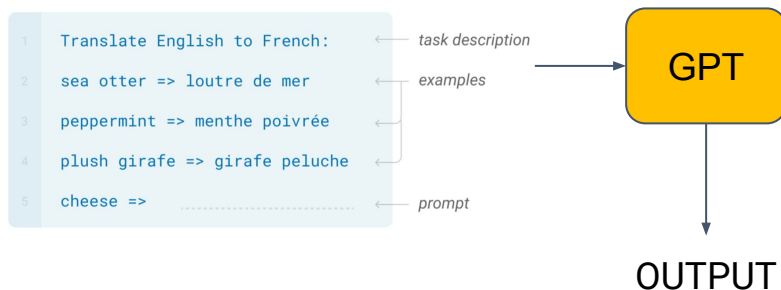 1 Translate English to French: task description
2 sea otter => loutre de mer examples
3 peppermint => menthe poivrée
4 plush girafe => girafe peluche
5 cheese => prompt
GPT
OUTPUT